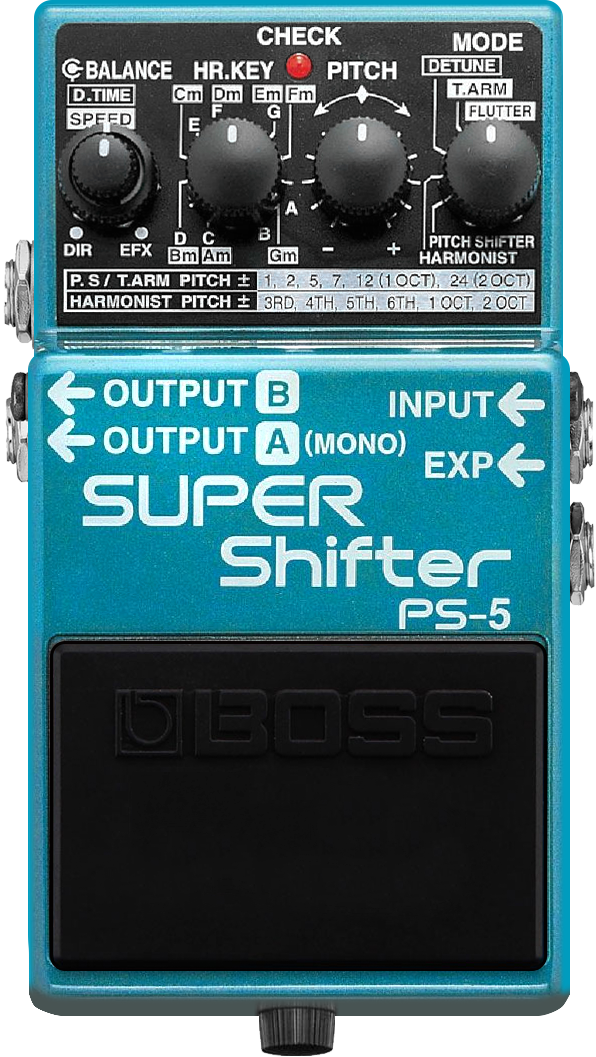 CHECK
BALANCE HR.KEY PITCH MODE
D.TIME
SPEED
Cm Dm Em Fm
E F G
A
D C B
Bm Am Gm
DETUNE
T.ARM
FLUTTER
PITCH SHIFTER
HARMONIST
DIR EFX
- +
P.S / T.ARM PITCH ± 1, 2, 5, 7, 12 (1 OCT), 24 (2 OCT)
HARMONIST PITCH ± 3RD, 4TH, 5TH, 6TH, 1 OCT, 2 OCT
OUTPUT B
INPUT
OUTPUT A (MONO)
EXP
SUPER
Shifter
PS-5
BOSS